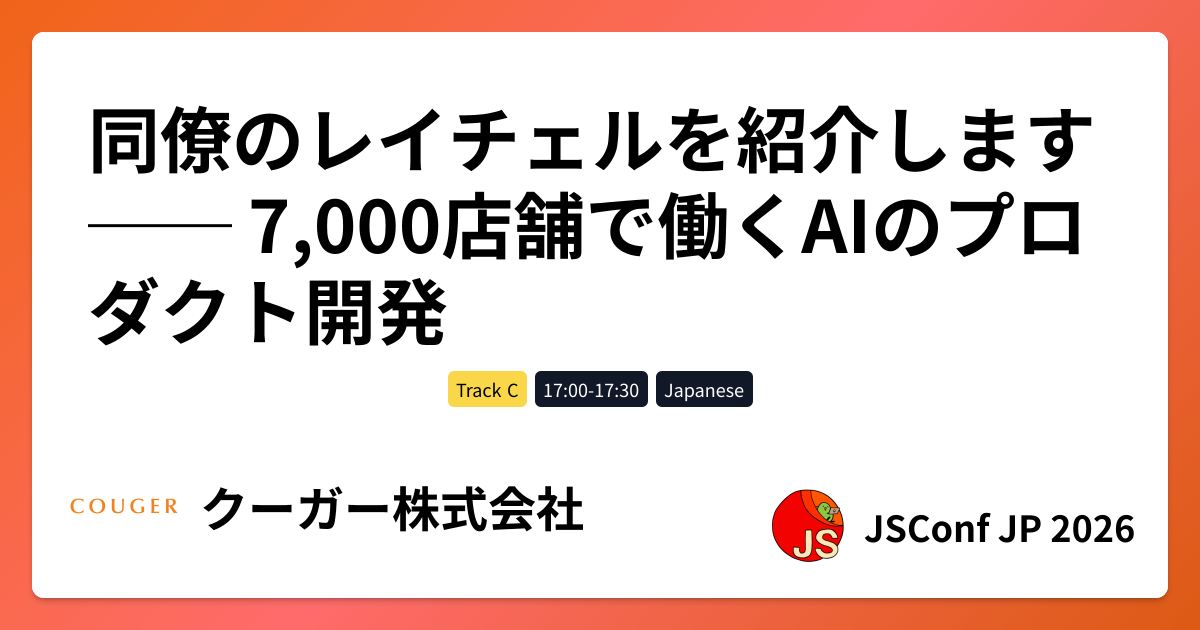 同僚のレイチェルを紹介します
―― 7,000店舗で働くAIのプロ
ダクト開発
Track C
17:00-17:30
Japanese
COUGER
クーガー株式会社
JS
JSConf JP 2026